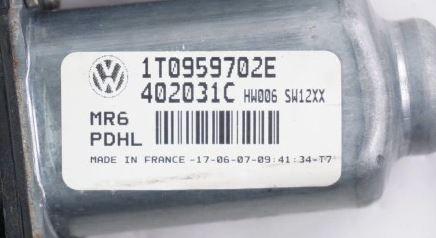 1T0959702E
402031C HW006 SW12XX
MR6
PDHL
MADE IN FRANCE -17-06-07-09:41:34-T7